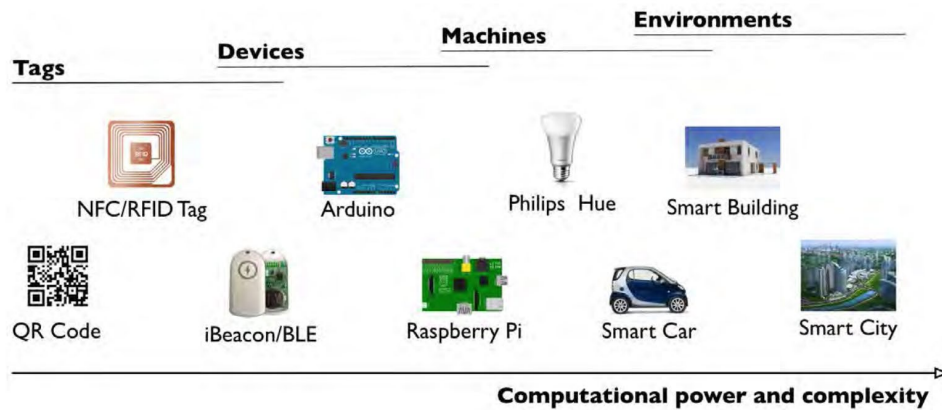 Environments
Machines
Devices
Tags
NFC/RFID Tag
Arduino
Philips Hue
Smart Building
QR Code
iBeacon/BLE
Raspberry Pi
Smart Car
Smart City
Computational power and complexity